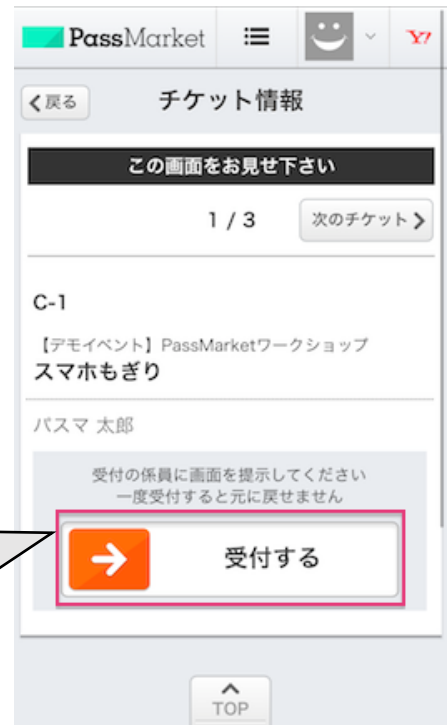 PassMarket
Y!
戻る
チケット情報
この画面をお見せ下さい
1 / 3
次のチケット
C-1
【デモイベント】PassMarketワークショップ
スマホもぎり
パスマ 太郎
受付の係員に画面を提示してください
一度受付すると元に戻せません
受付する
TOP